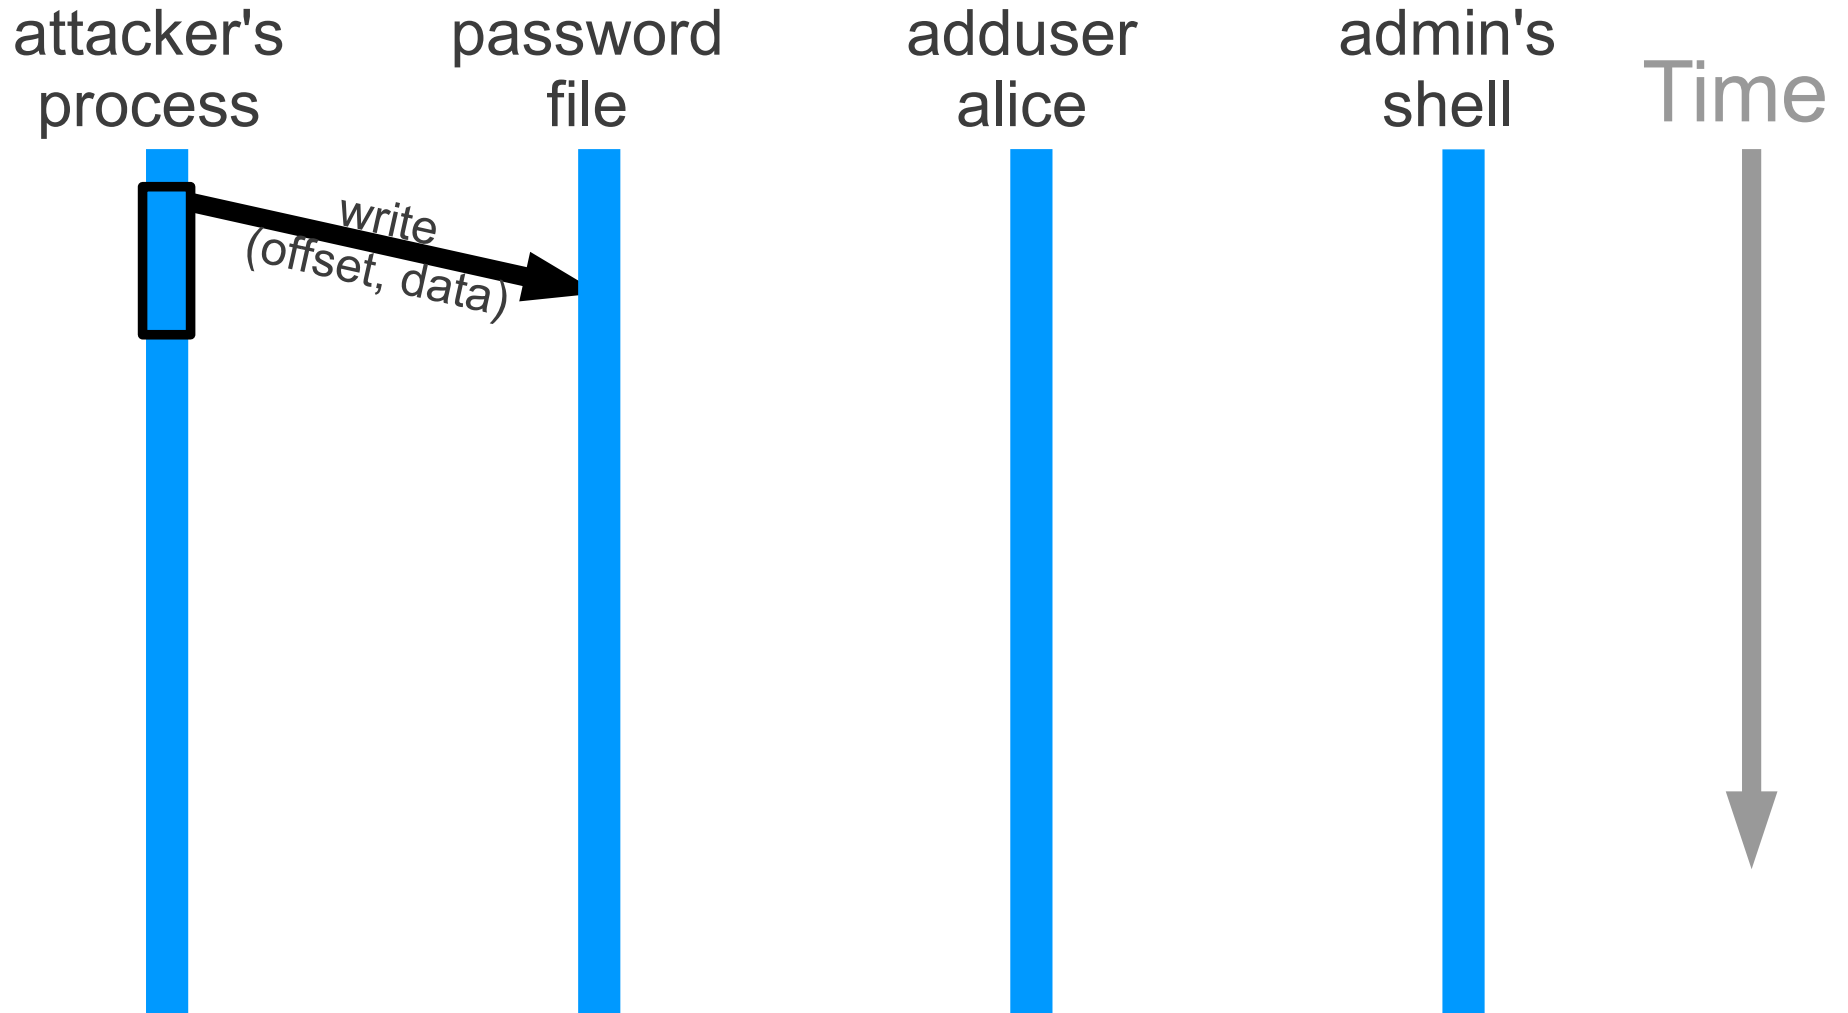 attacker's
process
password
file
adduser
alice
admin's
shell
Time
write
(offset, data)